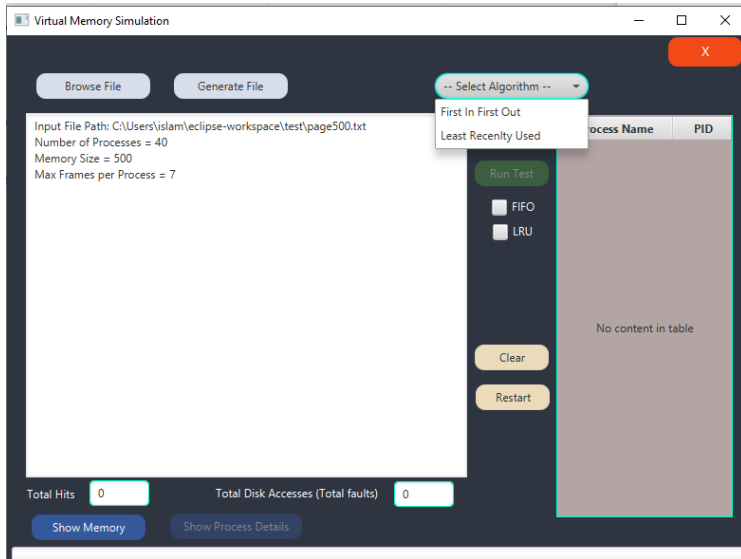 Virtual Memory Simulation
X
Browse File
Generate File
-- Select Algorithm --
First In First Out
Least Recenlty Used
Input File Path: C:\Users\islam\eclipse-workspace\test\page500.txt
Number of Processes = 40
Memory Size = 500
Max Frames per Process = 7
ocess Name PID
Run Test
FIFO
LRU
No content in table
Clear
Restart
Total Hits 0
Total Disk Accesses (Total faults) 0
Show Memory
Show Process Details